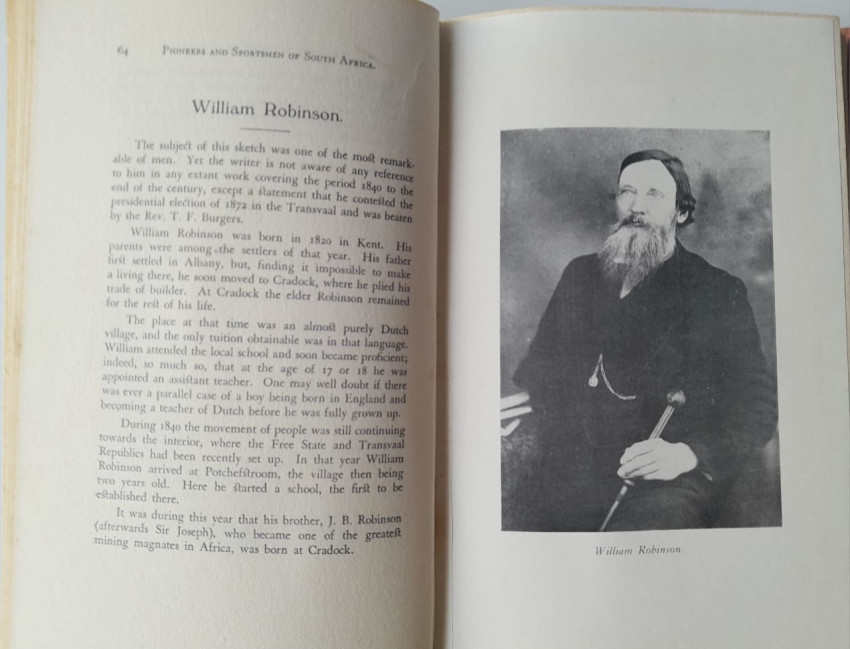 64 Pioneers and Sportsmen of South Africa.
William Robinson.
The subject of this sketch was one of the most remark-
able of men. Yet the writer is not aware of any reference
to him in any extant work covering the period 1840 to the
end of the century, except a statement that he contested the
presidential election of 1872 in the Transvaal and was beaten
by the Rev. T. F. Burgers.
William Robinson was born in 1820 in Kent. His
parents were among the settlers of that year. His father
first settled in Albany, but, finding it impossible to make
a living there, he soon moved to Cradock, where he plied his
trade of builder. At Cradock the elder Robinson remained
for the rest of his life.
The place at that time was an almost purely Dutch
village, and the only tuition obtainable was in that language.
William attended the local school and soon became proficient;
indeed, so much so, that at the age of 17 or 18 he was
appointed an assistant teacher. One may well doubt if there
was ever a parallel case of a boy being born in England and
becoming a teacher of Dutch before he was fully grown up.
During 1840 the movement of people was still continuing
towards the interior, where the Free State and Transvaal
Republics had been recently set up. In that year William
Robinson arrived at Potchefstroom, the village then being
two years old. Here he started a school, the first to be
established there.
It was during this year that his brother, J. B. Robinson
(afterwards Sir Joseph), who became one of the greatest
mining magnates in Africa, was born at Cradock.
William Robinson.